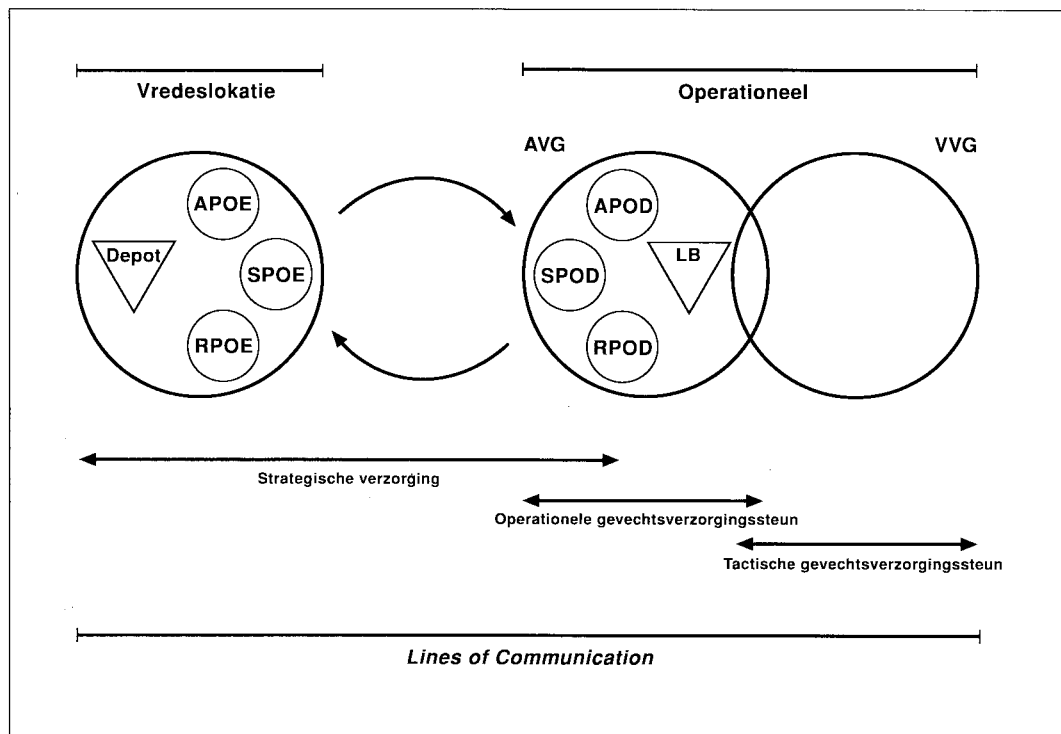 Vredeslokatie
Operationeel
AVG
VVG
APOE
Depot
SPOE
RPOE
APOD
SPOD
LB
RPOD
Strategische verzorging
Operationele gevechtsverzorgingssteun
Tactische gevechtsverzorgingssteun
Lines of Communication